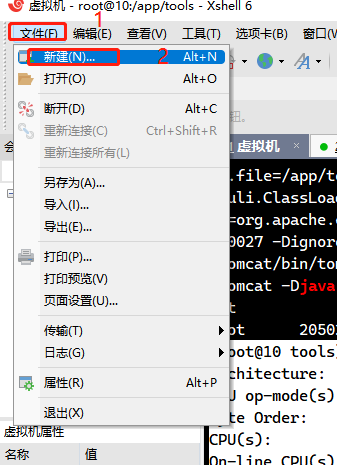 虚拟机 - root@10:/app/tools - Xshell 6
1
文件(F) 编辑(E) 查看(V) 工具(T) 选项卡(B) 窗口
新建(N)... 2 Alt+N
打开(O) Alt+O
断开(D) Alt+C
重新连接(C) Ctrl+Shift+R
重新连接所有(L)
另存为(A)...
导入(I)...
导出(E)...
打印(P)...
打印预览(V)
页面设置(U)...
传输(T)
日志(G)
属性(R) Alt+P
退出(X)
钮。
会
虚拟机
.file=/app/to
uli.ClassLoa
=org.apache.c
0027 -Dignor
omcat/bin/tom
omcat -Djava
t
ot 20502
root@10 tools]
chitecture:
U op-mode(s)
te Order:
CPU(s):
On-line CPU(s)
虚拟机属性
名称 值